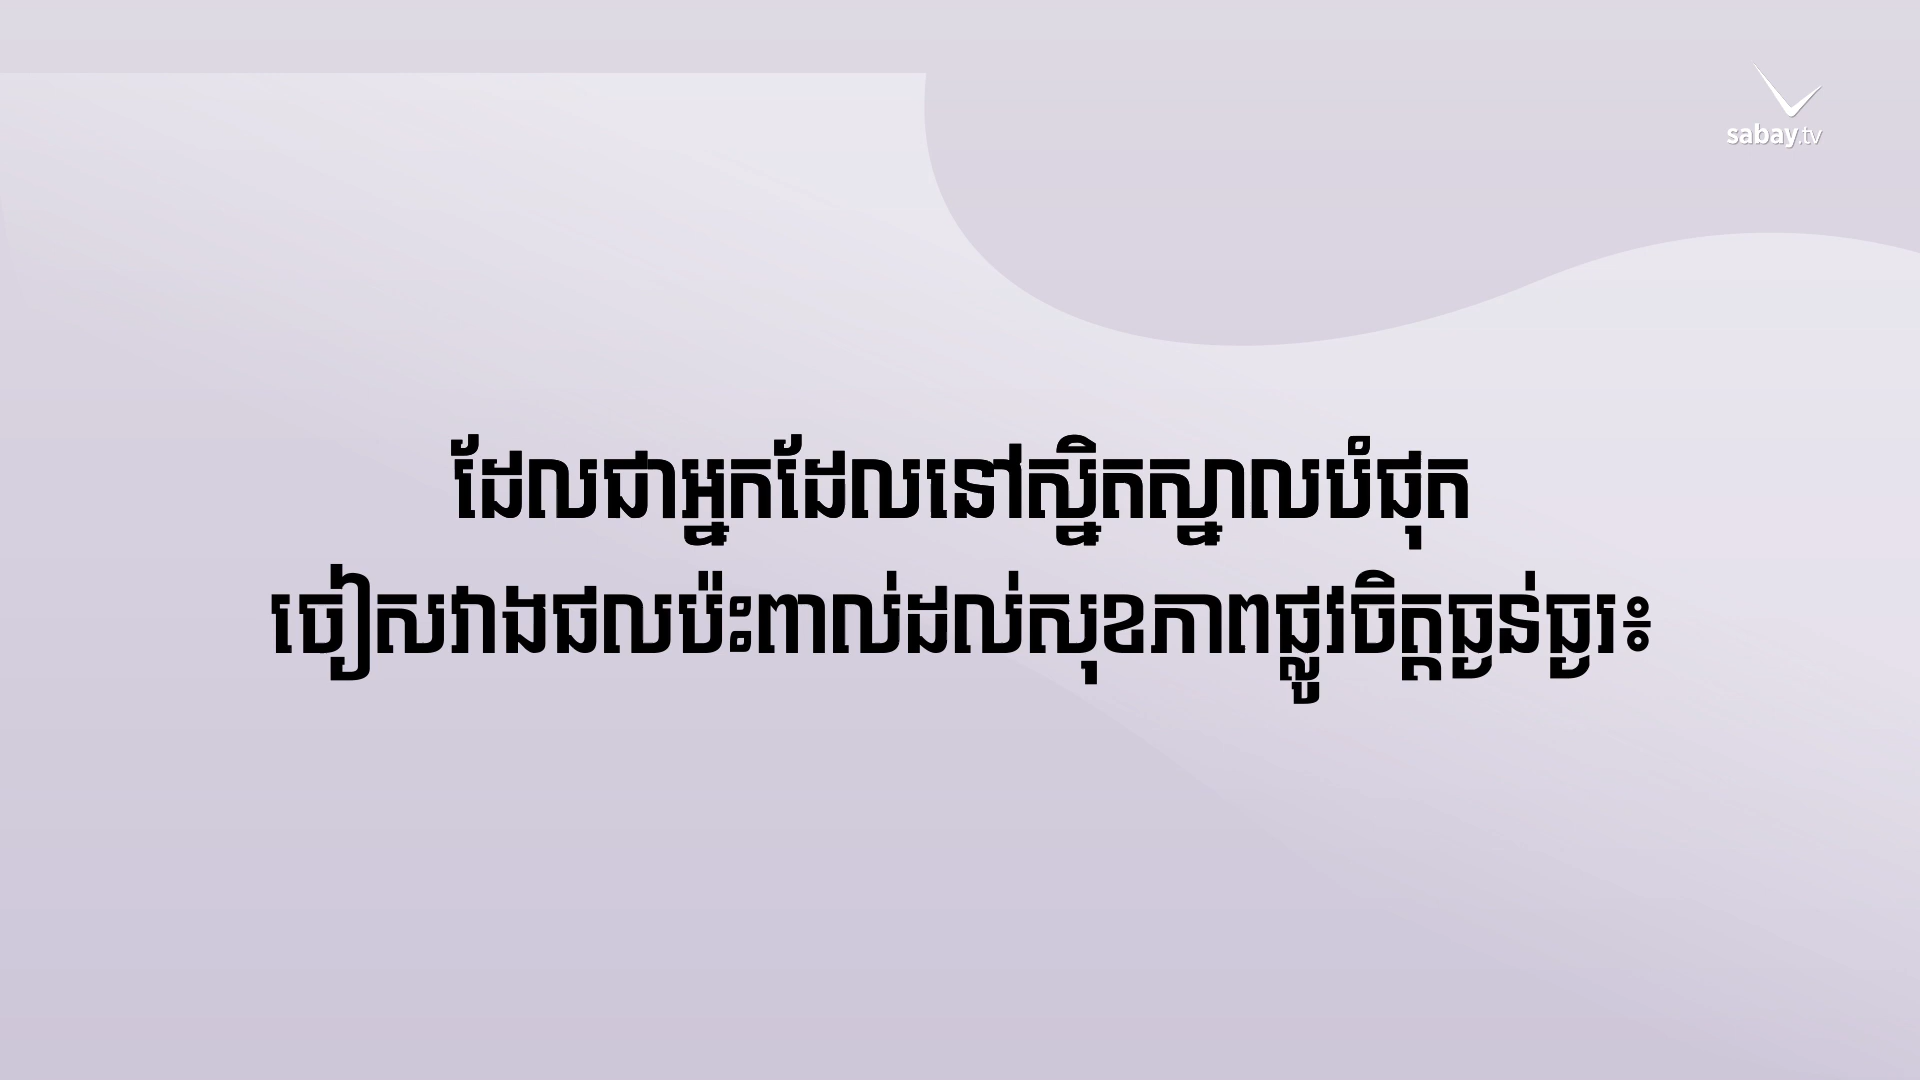 sabay.tv
ដែលជាអ្នកដែលនៅស្និតស្នាលបំផុត
ចៀសវាងផលប៉ះពាល់ដល់សុខភាពផ្លូវចិត្តធ្ងន់ធ្ងរ៖